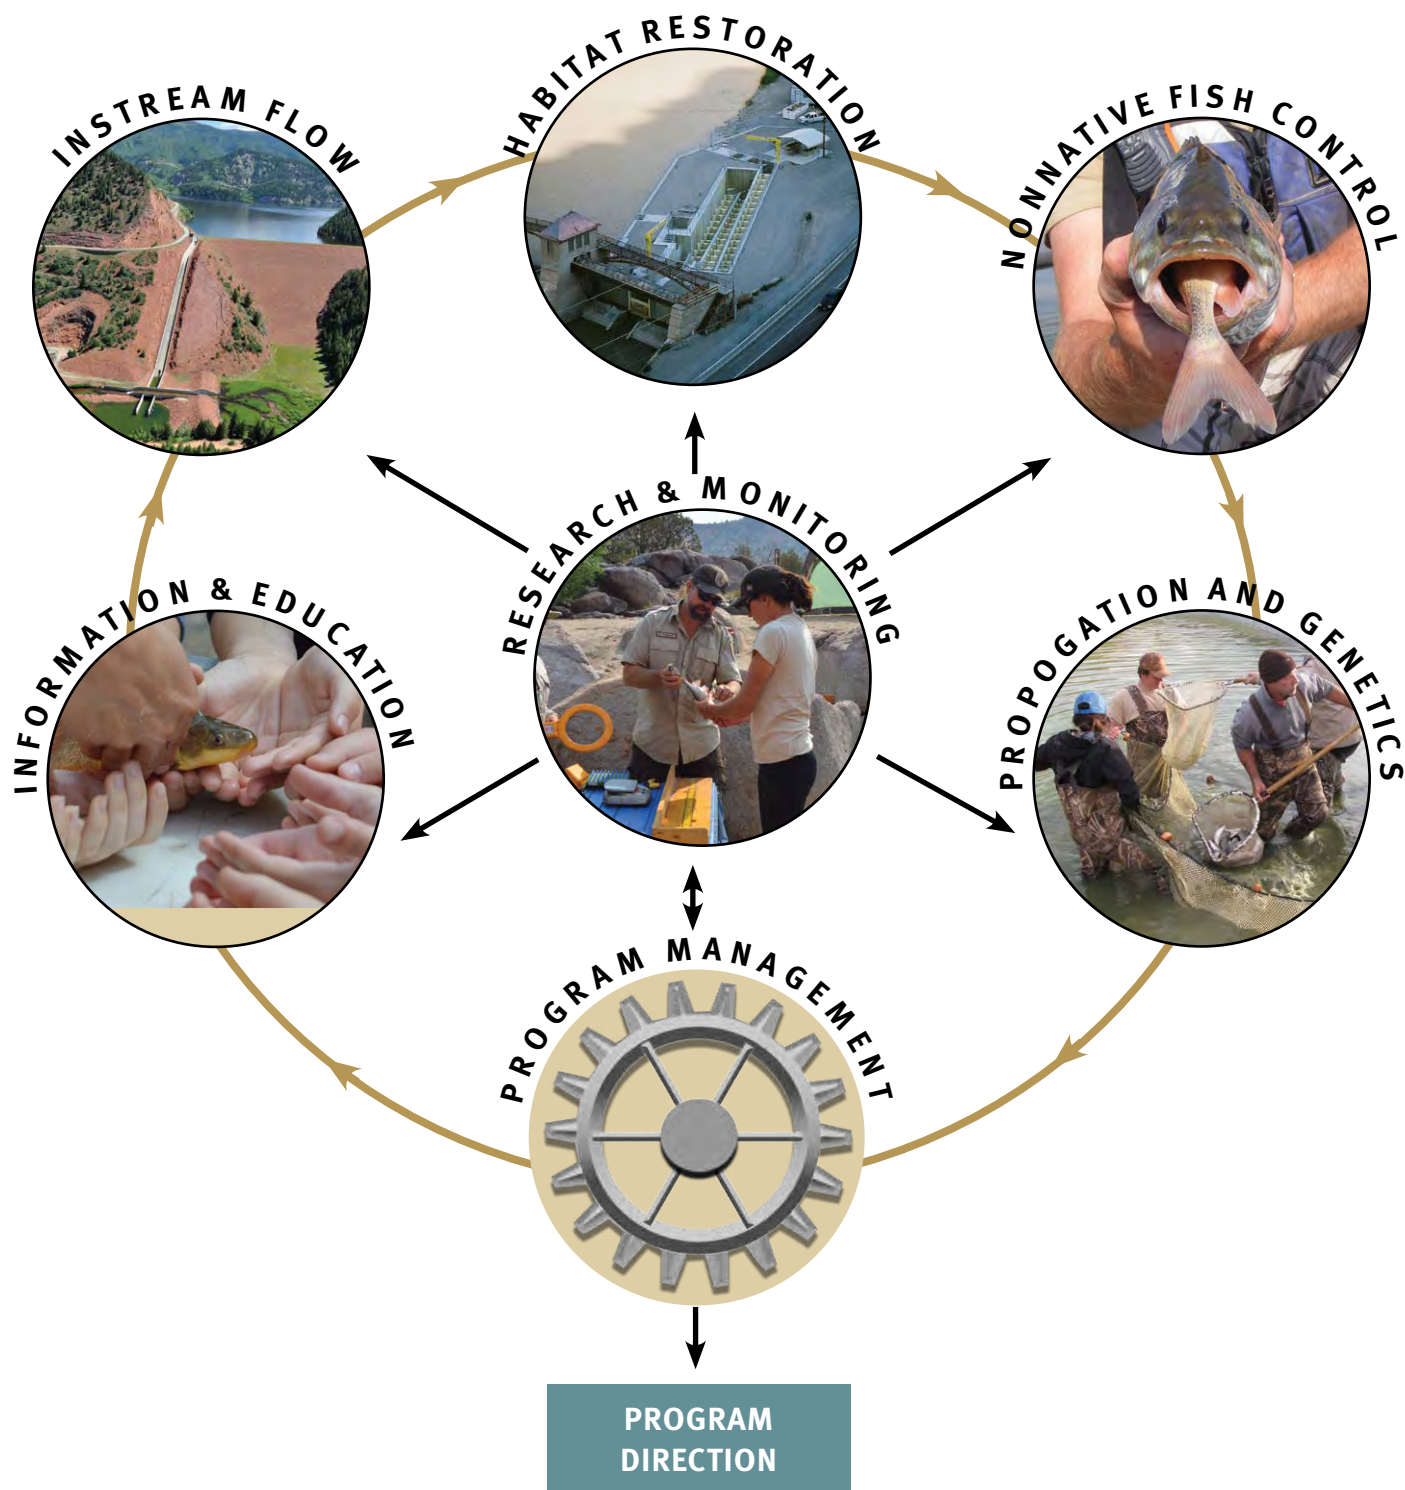 INSTREAM FLOW
HABITAT RESTORATION
NONNATIVE FISH CONTROL
RESEARCH & MONITORING
INFORMATION & EDUCATION
PROPOGATION AND GENETICS
PROGRAM MANAGEMENT
PROGRAM
DIRECTION